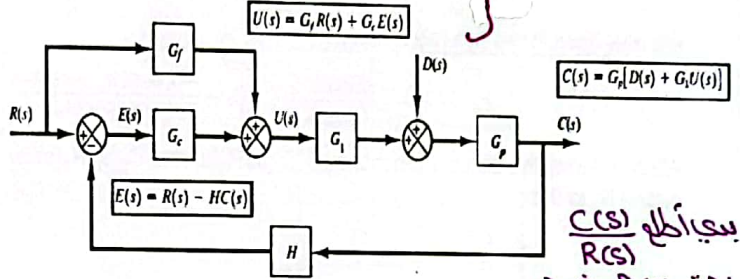 U(s) = G_f R(s) + G_c E(s)
G_f
D(s)
C(s) = G_p[D(s) + G_1U(s)]
R(s)
E(s)
G_c
U(s)
G_1
G_p
C(s)
+
−
+
+
+
+
E(s) = R(s) − HC(s)
H
بدي أطلع C(s)/R(s)